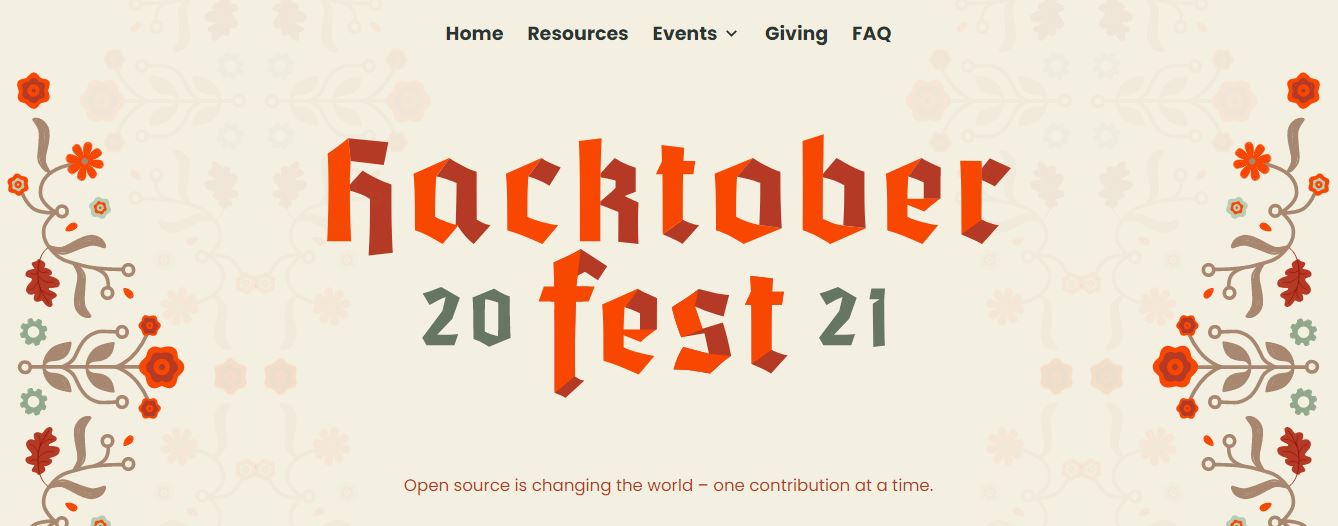 Home Resources Events Giving FAQ
hacktober
20 fest 21
Open source is changing the world – one contribution at a time.